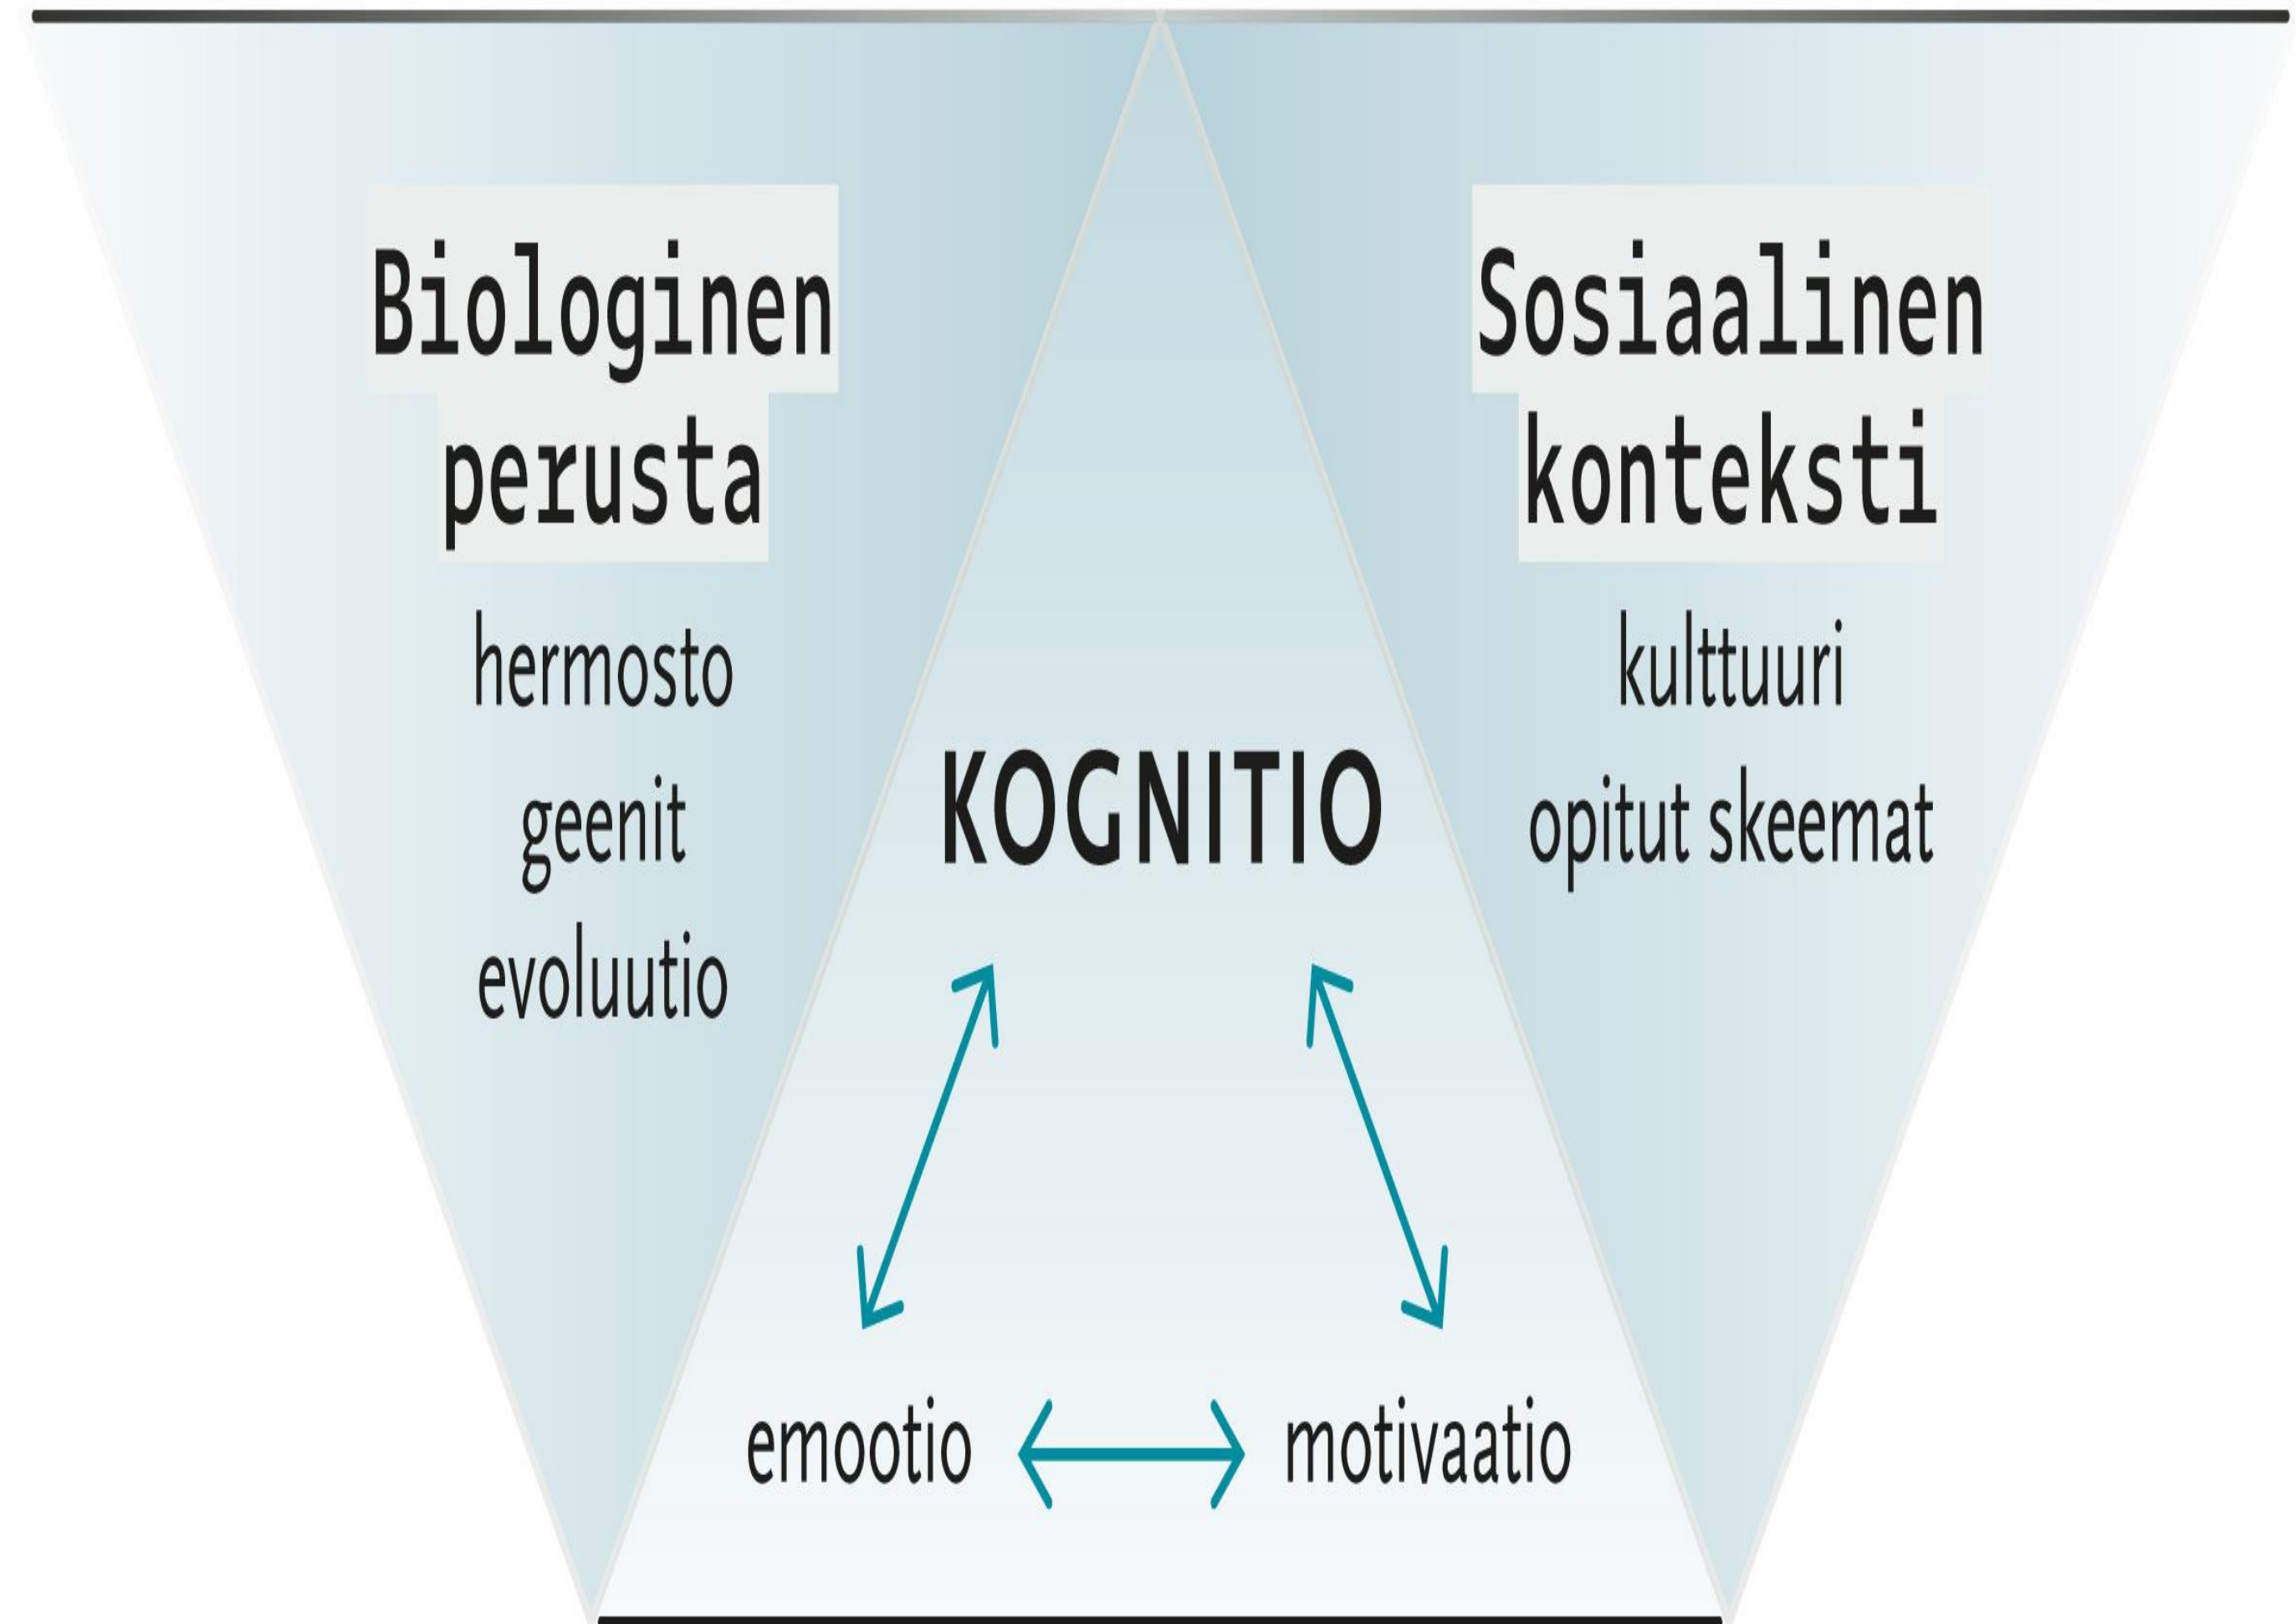 Biologinen
perusta
hermosto
geenit
evoluutio
KOGNITIO
emootio
motivaatio
Sosiaalinen
konteksti
kulttuuri
opitut skeemat